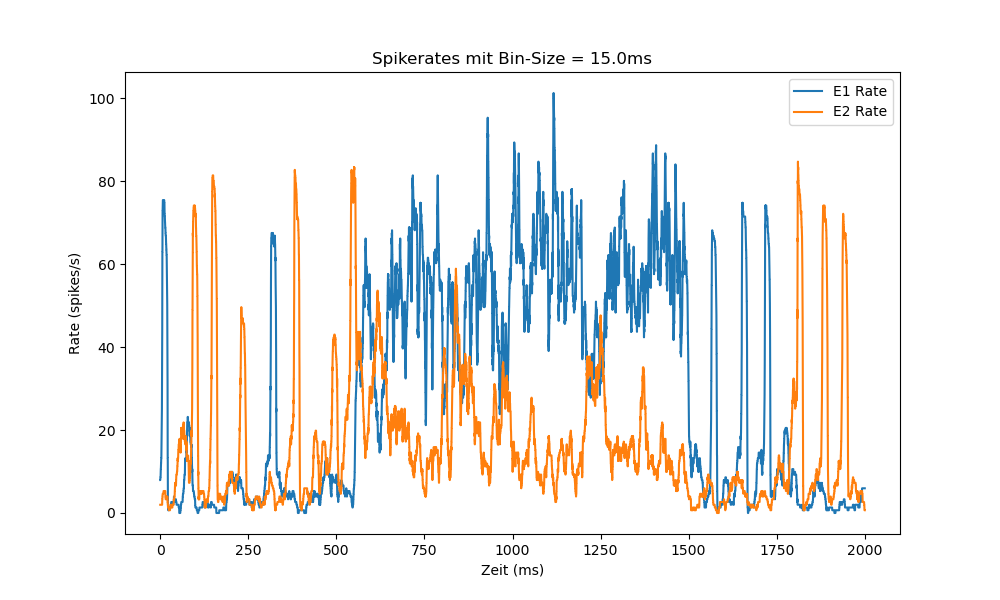 Spikerates mit Bin-Size = 15.0ms
E1 Rate
E2 Rate
Rate (spikes/s)
100
80
60
40
20
0
0 250 500 750 1000 1250 1500 1750 2000
Zeit (ms)